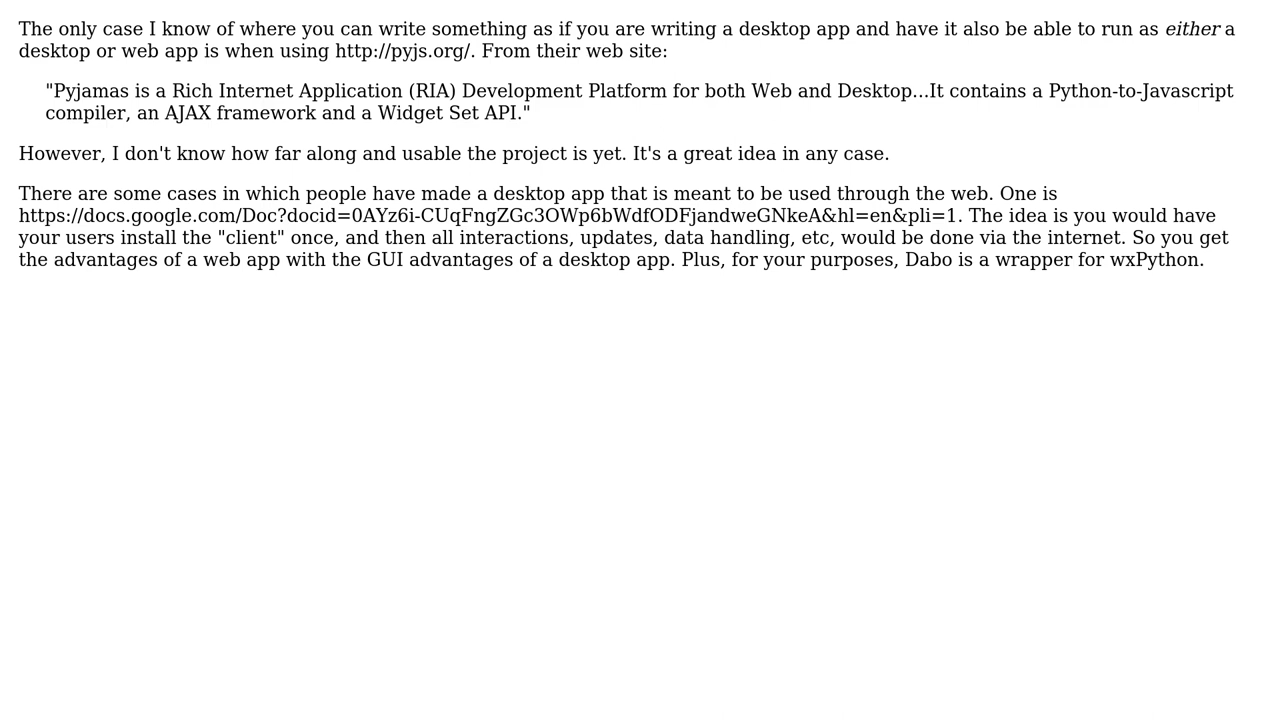 The only case I know of where you can write something as if you are writing a desktop app and have it also be able to run as either a
desktop or web app is when using http://pyjs.org/. From their web site:
"Pyjamas is a Rich Internet Application (RIA) Development Platform for both Web and Desktop...It contains a Python-to-Javascript
compiler, an AJAX framework and a Widget Set API."
However, I don't know how far along and usable the project is yet. It's a great idea in any case.
There are some cases in which people have made a desktop app that is meant to be used through the web. One is
https://docs.google.com/Doc?docid=0AYz6i-CUqFngZGc3OWp6bWdfODFjandweGNkeA&hl=en&pli=1. The idea is you would have
your users install the "client" once, and then all interactions, updates, data handling, etc, would be done via the internet. So you get
the advantages of a web app with the GUI advantages of a desktop app. Plus, for your purposes, Dabo is a wrapper for wxPython.